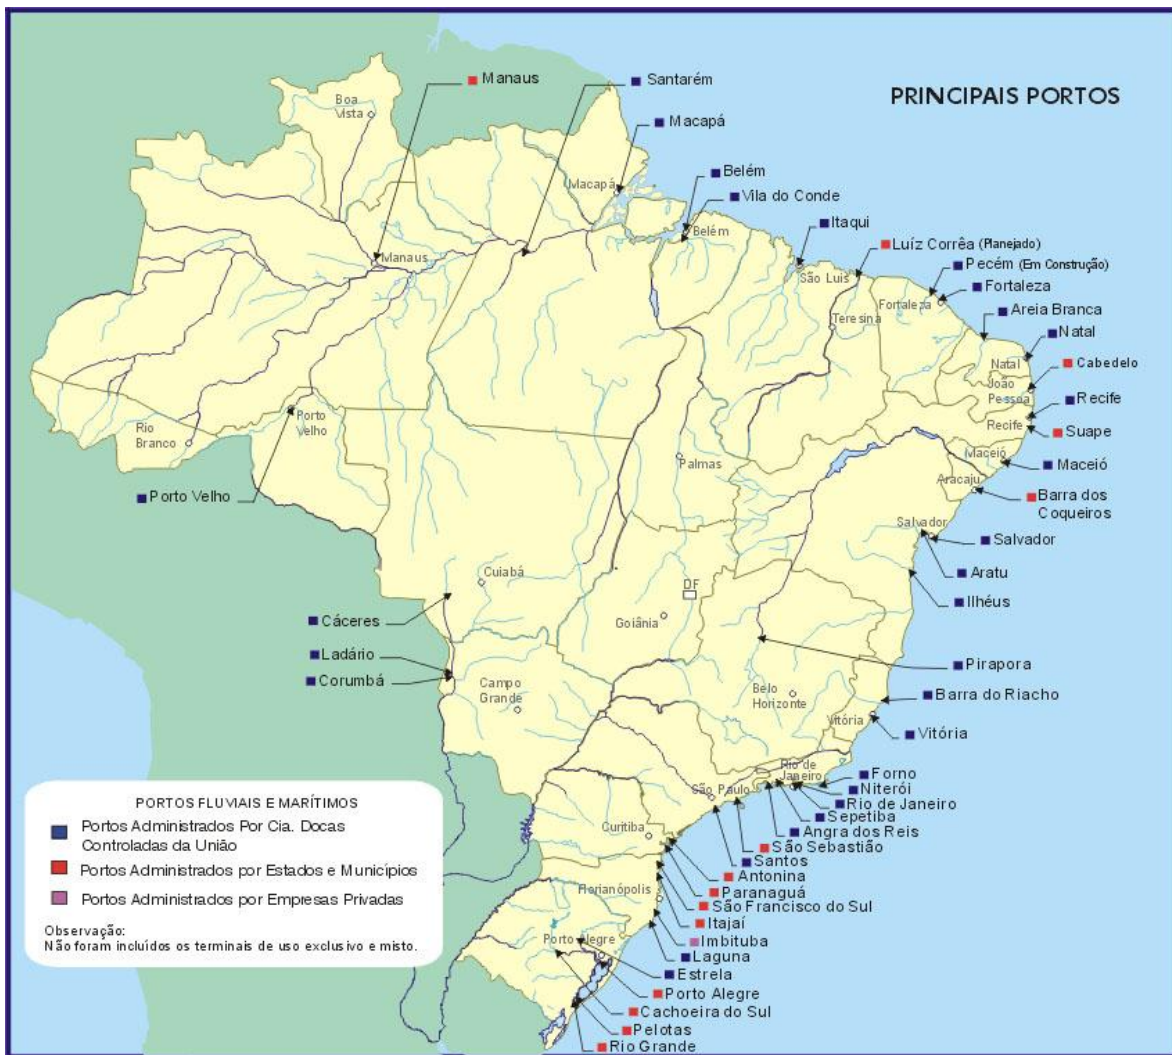 PRINCIPAIS PORTOS
Manaus
Santarém
Macapá
Belém
Vila do Conde
Itaqui
Luíz Corrêa (Planejado)
Pecém (Em Construção)
Fortaleza
Areia Branca
Natal
Cabedelo
Recife
Suape
Maceió
Barra dos
Coqueiros
Salvador
Aratu
Ilhéus
Pirapora
Barra do Riacho
Vitória
Forno
Niterói
Rio de Janeiro
Sepetiba
Angra dos Reis
São Sebastião
Santos
Antonina
Paranaguá
São Francisco do Sul
Itajaí
Imbituba
Laguna
Estrela
Porto Alegre
Cachoeira do Sul
Pelotas
Rio Grande
Porto Velho
Cáceres
Ladário
Corumbá
Boa
Vista
Macapá
Manaus
Belém
São Luis
Teresina
Fortaleza
Natal
João
Pessoa
Recife
Maceió
Aracaju
Salvador
Rio
Branco
Porto
Velho
Palmas
Cuiabá
DF
Goiânia
Campo
Grande
Belo
Horizonte
Vitória
Rio de
Janeiro
São Paulo
Curitiba
Florianópolis
Porto Alegre
PORTOS FLUVIAIS E MARÍTIMOS
Portos Administrados Por Cia. Docas
Controladas da União
Portos Administrados por Estados e Municípios
Portos Administrados por Empresas Privadas
Observação:
Não foram incluídos os terminais de uso exclusivo e misto.